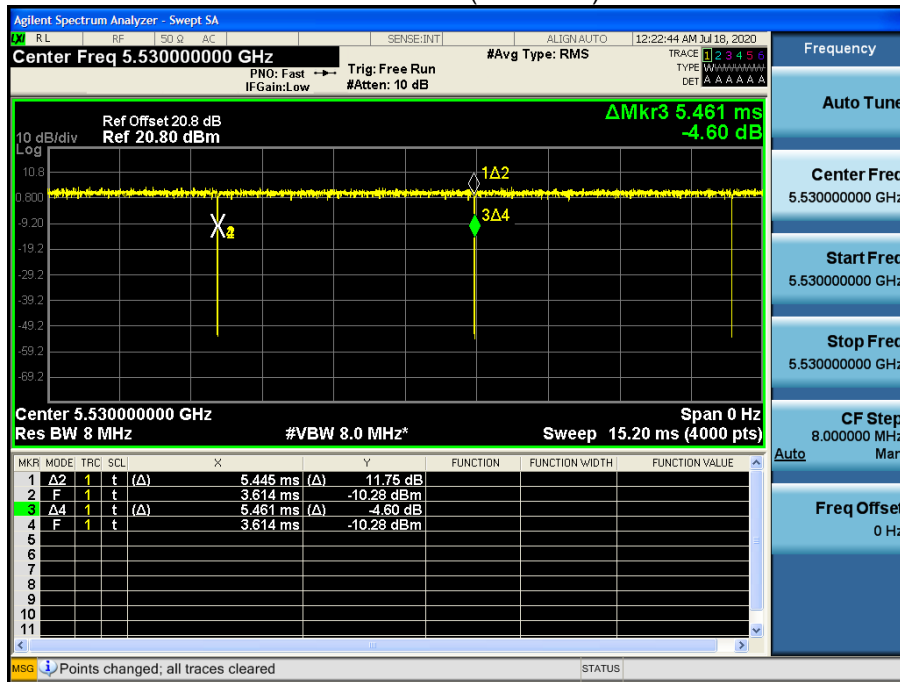 Agilent Spectrum Analyzer - Swept SA
LXI RL RF 50 Ω AC SENSE:INT ALIGN AUTO 12:22:44 AM Jul 18, 2020
Center Freq 5.530000000 GHz #Avg Type: RMS TRACE 1 2 3 4 5 6
PNO: Fast Trig: Free Run TYPE WWWWWW
IFGain:Low #Atten: 10 dB DET A A A A A A
Ref Offset 20.8 dB ΔMkr3 5.461 ms
10 dB/div Ref 20.80 dBm -4.60 dB
Log
10.8
0.800
-9.20
-19.2
-29.2
-39.2
-49.2
-59.2
-69.2
1Δ2
3Δ4
Center 5.530000000 GHz Span 0 Hz
Res BW 8 MHz #VBW 8.0 MHz* Sweep 15.20 ms (4000 pts)
MKR MODE TRC SCL X Y FUNCTION FUNCTION WIDTH FUNCTION VALUE
1 Δ2 1 t (Δ) 5.445 ms (Δ) 11.75 dB
2 F 1 t 3.614 ms -10.28 dBm
3 Δ4 1 t (Δ) 5.461 ms (Δ) -4.60 dB
4 F 1 t 3.614 ms -10.28 dBm
5
6
7
8
9
10
11
MSG Points changed; all traces cleared STATUS
Frequency
Auto Tune
Center Freq
5.530000000 GHz
Start Freq
5.530000000 GHz
Stop Freq
5.530000000 GHz
CF Step
8.000000 MHz
Auto Man
Freq Offset
0 Hz